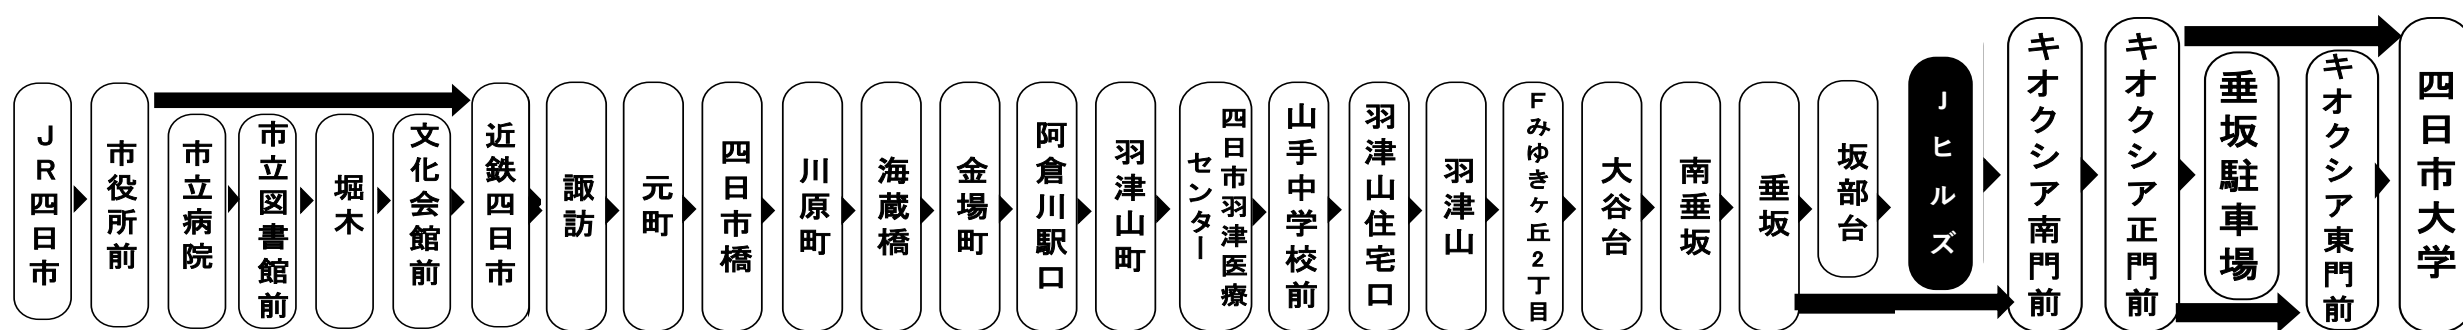 JR四日市
市役所前
市立病院
市立図書館前
堀木
文化会館前
近鉄四日市
諏訪
元町
四日市橋
川原町
海蔵橋
金場町
阿倉川駅口
羽津山町
四日市羽津医療
センター
山手中学校前
羽津山住宅口
羽津山
Fみゆきヶ丘2丁目
大谷台
南垂坂
垂坂
坂部台
Jヒルズ
キオクシア南門前
キオクシア正門前
垂坂駐車場
キオクシア東門前
四日市大学